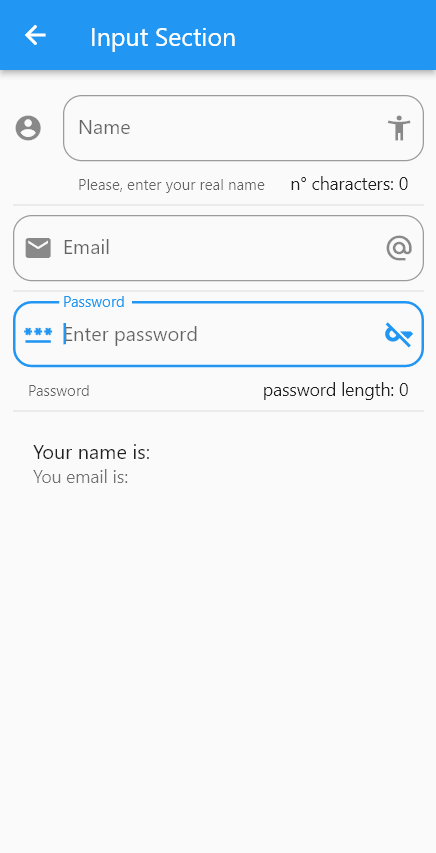 Input Section
Name
Please, enter your real name n° characters: 0
Email
Password
Enter password
Password password length: 0
Your name is:
You email is: